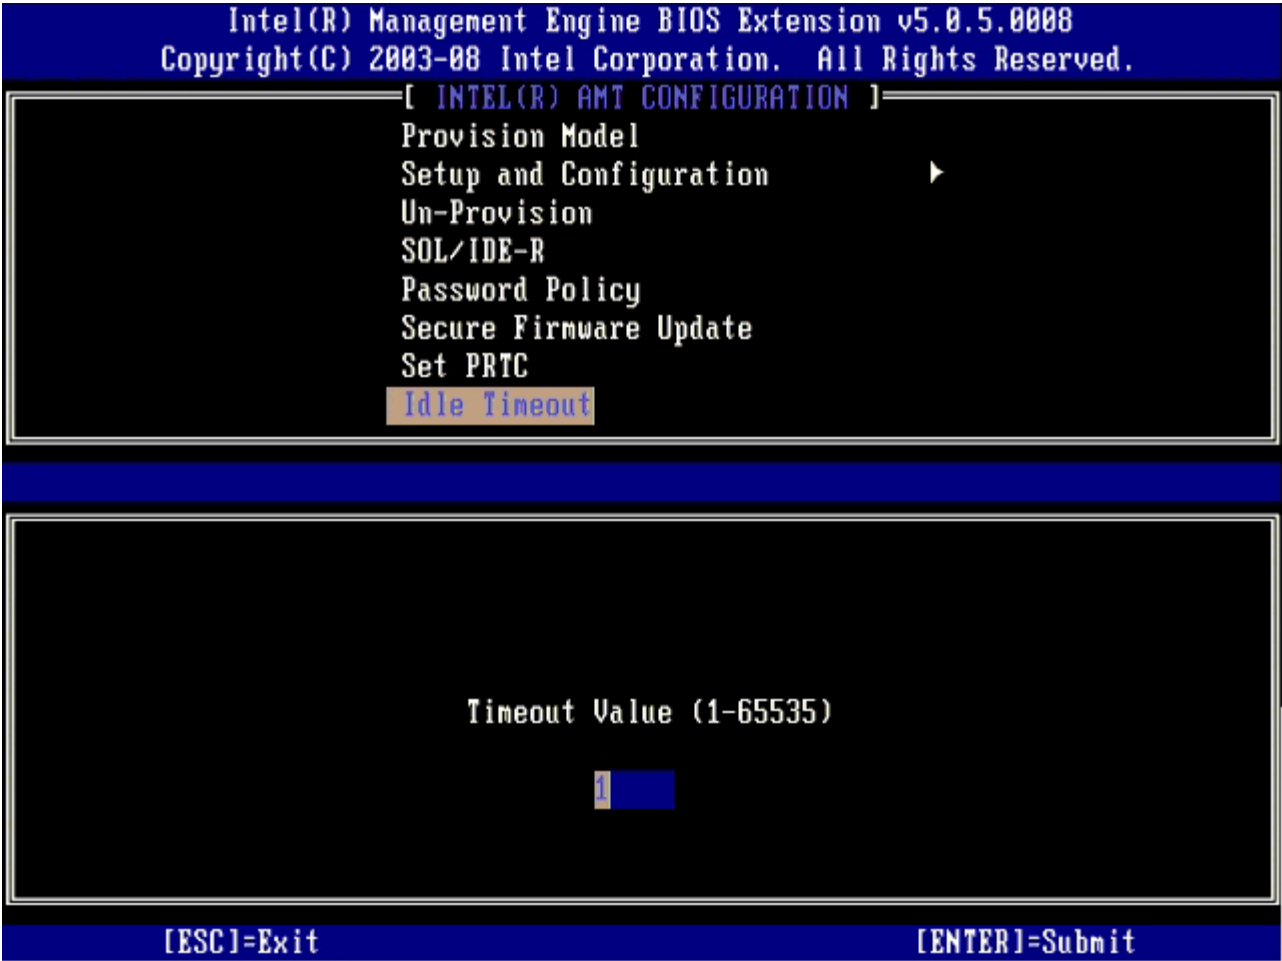 Intel(R) Management Engine BIOS Extension v5.0.5.0008
Copyright(C) 2003-08 Intel Corporation. All Rights Reserved.
[ INTEL(R) AMT CONFIGURATION ]
Provision Model
Setup and Configuration ►
Un-Provision
SOL/IDE-R
Password Policy
Secure Firmware Update
Set PRTC
Idle Timeout
Timeout Value (1-65535)
1
[ESC]=Exit [ENTER]=Submit